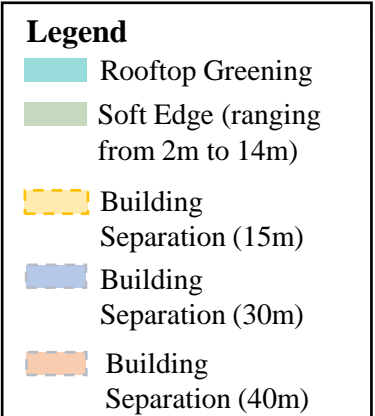 Legend
Rooftop Greening
Soft Edge (ranging
from 2m to 14m)
Building
Separation (15m)
Building
Separation (30m)
Building
Separation (40m)